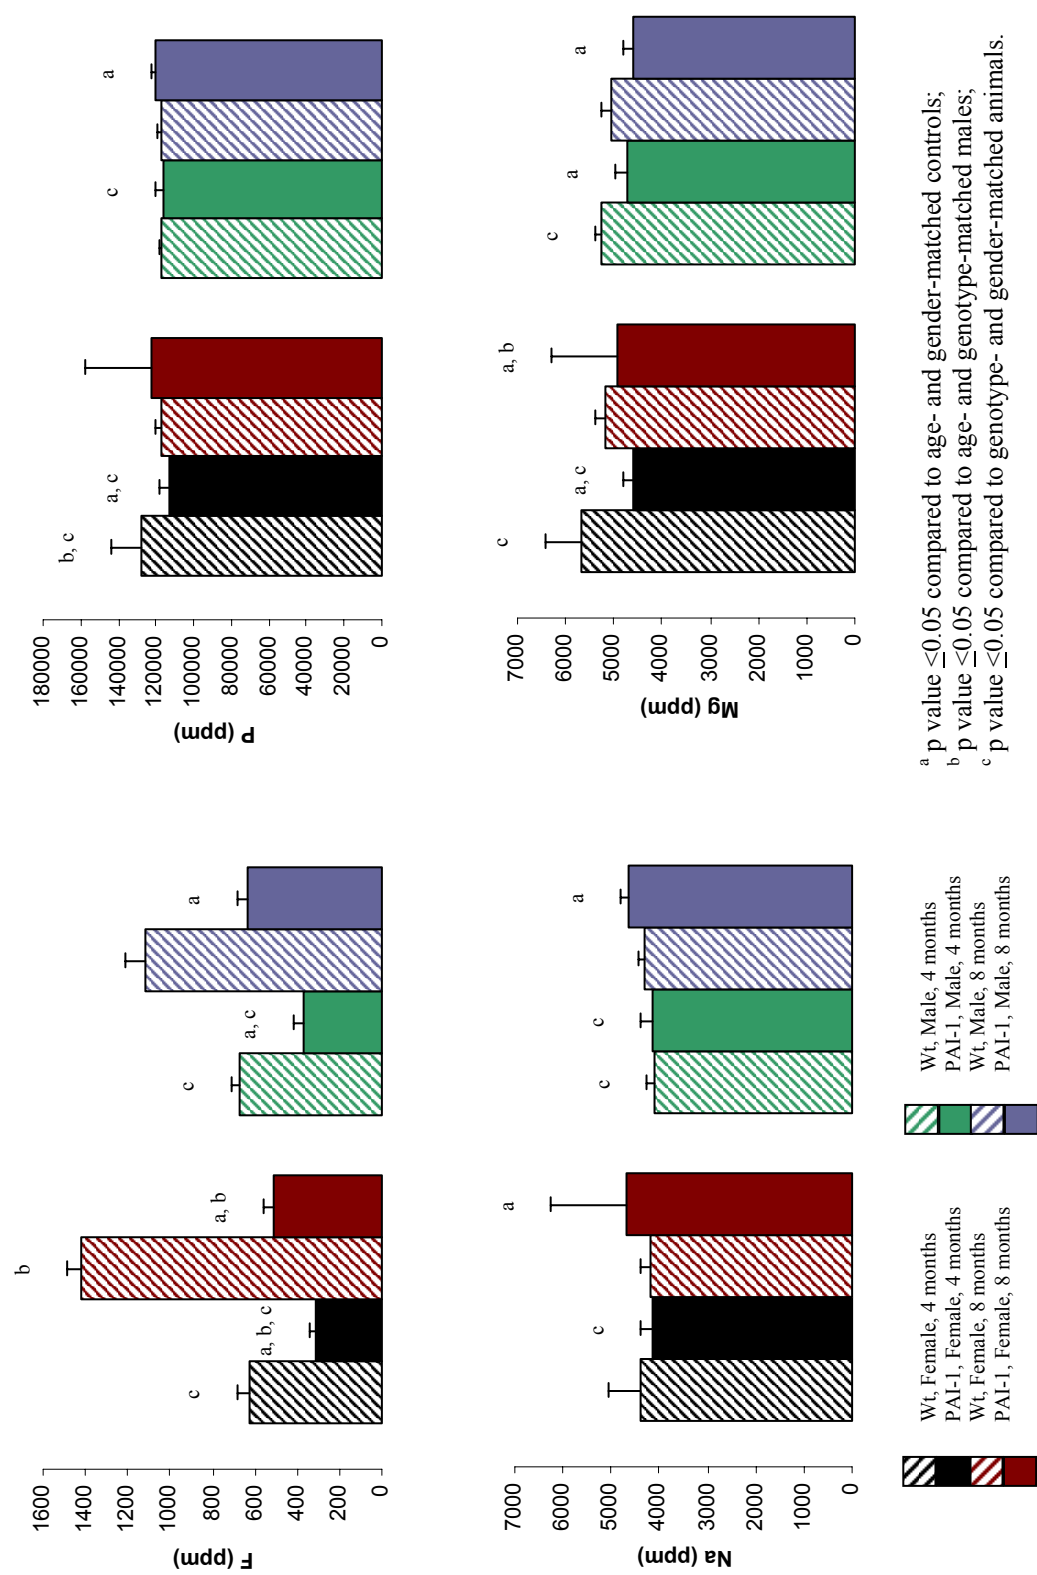 F (ppm)
1600
1400
1200
1000
800
600
400
200
0
c
a, b, c
b
a, b
c
a, c
a
P (ppm)
180000
160000
140000
120000
100000
80000
60000
40000
20000
0
b, c
a, c
c
a
Na (ppm)
7000
6000
5000
4000
3000
2000
1000
0
c
a
c
c
a
Mg (ppm)
7000
6000
5000
4000
3000
2000
1000
0
c
a, c
a, b
c
a
a
Wt, Female, 4 months
PAI-1, Female, 4 months
Wt, Female, 8 months
PAI-1, Female, 8 months
Wt, Male, 4 months
PAI-1, Male, 4 months
Wt, Male, 8 months
PAI-1, Male, 8 months
a p value ≤0.05 compared to age- and gender-matched controls;
b p value ≤0.05 compared to age- and genotype-matched males;
c p value ≤0.05 compared to genotype- and gender-matched animals.